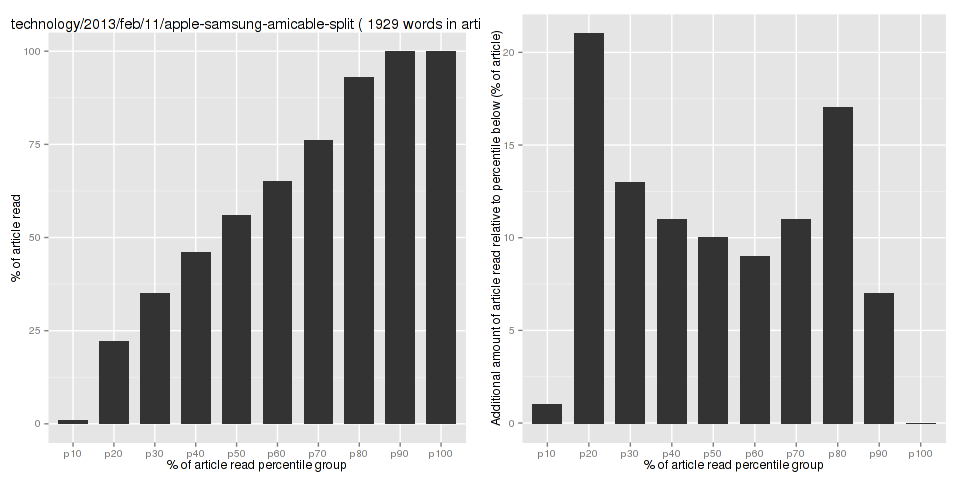 technology/2013/feb/11/apple-samsung-amicable-split ( 1929 words in arti
% of article read
100
75
50
25
0
p10 p20 p30 p40 p50 p60 p70 p80 p90 p100
% of article read percentile group
Additional amount of article read relative to percentile below (% of article)
20
15
10
5
0
p10 p20 p30 p40 p50 p60 p70 p80 p90 p100
% of article read percentile group